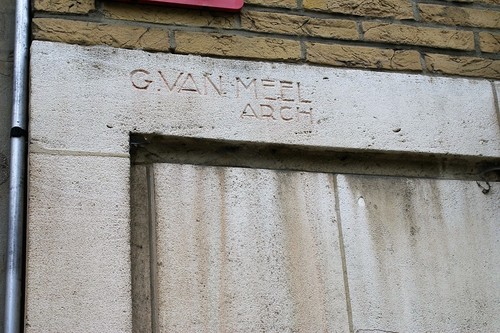 G. VAN MEEL
ARCH.